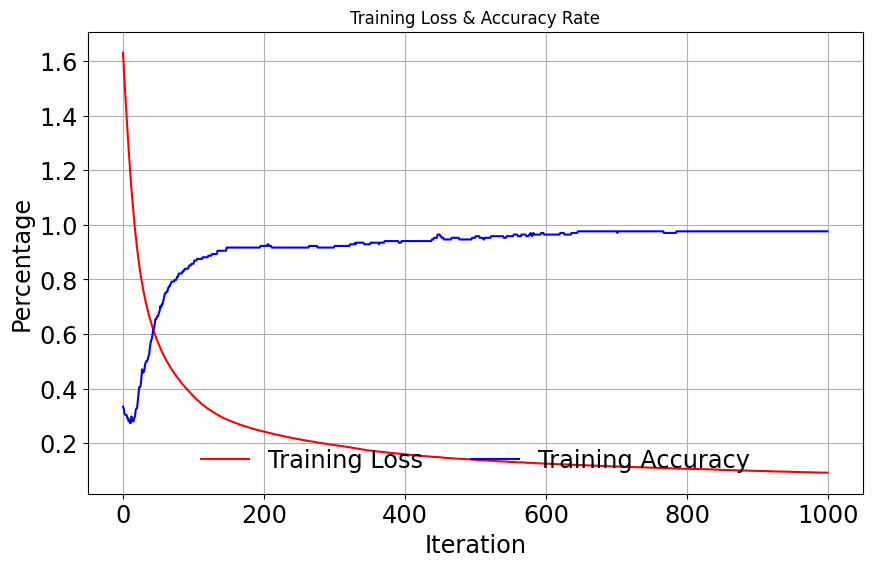 Training Loss & Accuracy Rate
Percentage
1.6
1.4
1.2
1.0
0.8
0.6
0.4
0.2
Training Loss Training Accuracy
0 200 400 600 800 1000
Iteration